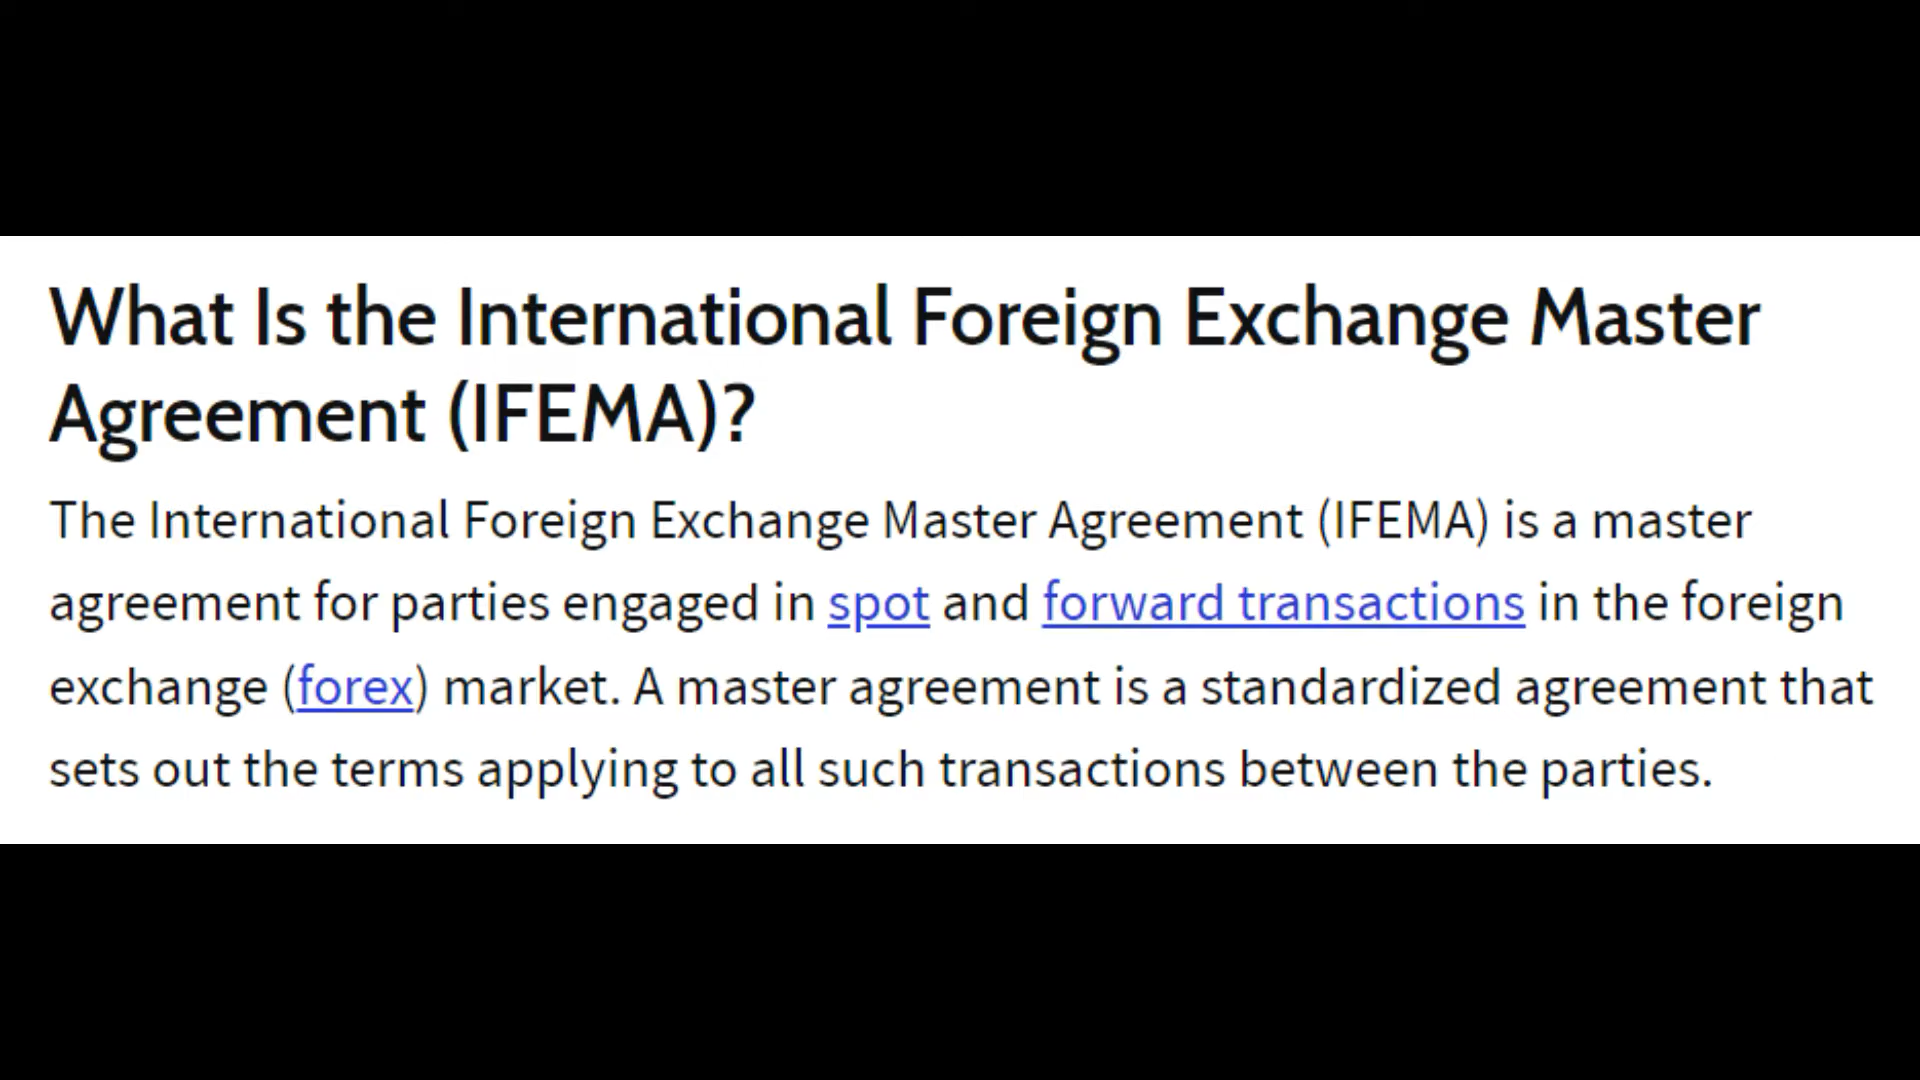 What Is the International Foreign Exchange Master
Agreement (IFEMA)?
The International Foreign Exchange Master Agreement (IFEMA) is a master
agreement for parties engaged in spot and forward transactions in the foreign
exchange (forex) market. A master agreement is a standardized agreement that
sets out the terms applying to all such transactions between the parties.